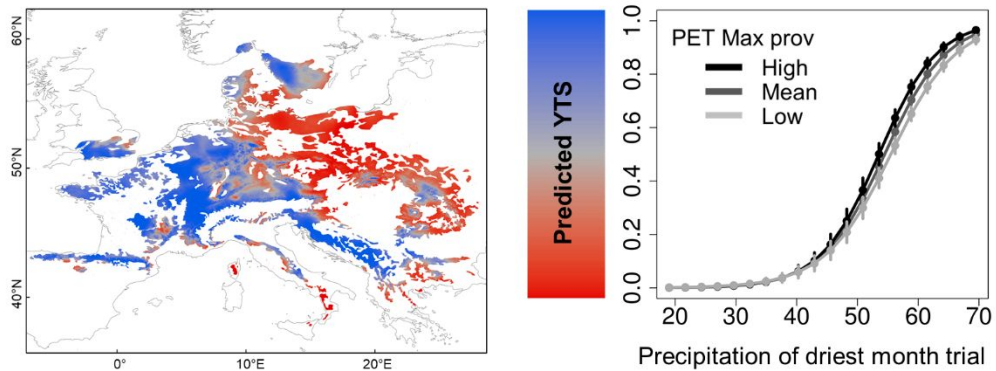 60°N
50°N
40°N
0°
10°E
20°E
Predicted YTS
PET Max prov
High
Mean
Low
1.0
0.8
0.6
0.4
0.2
0.0
20 30 40 50 60 70
Precipitation of driest month trial